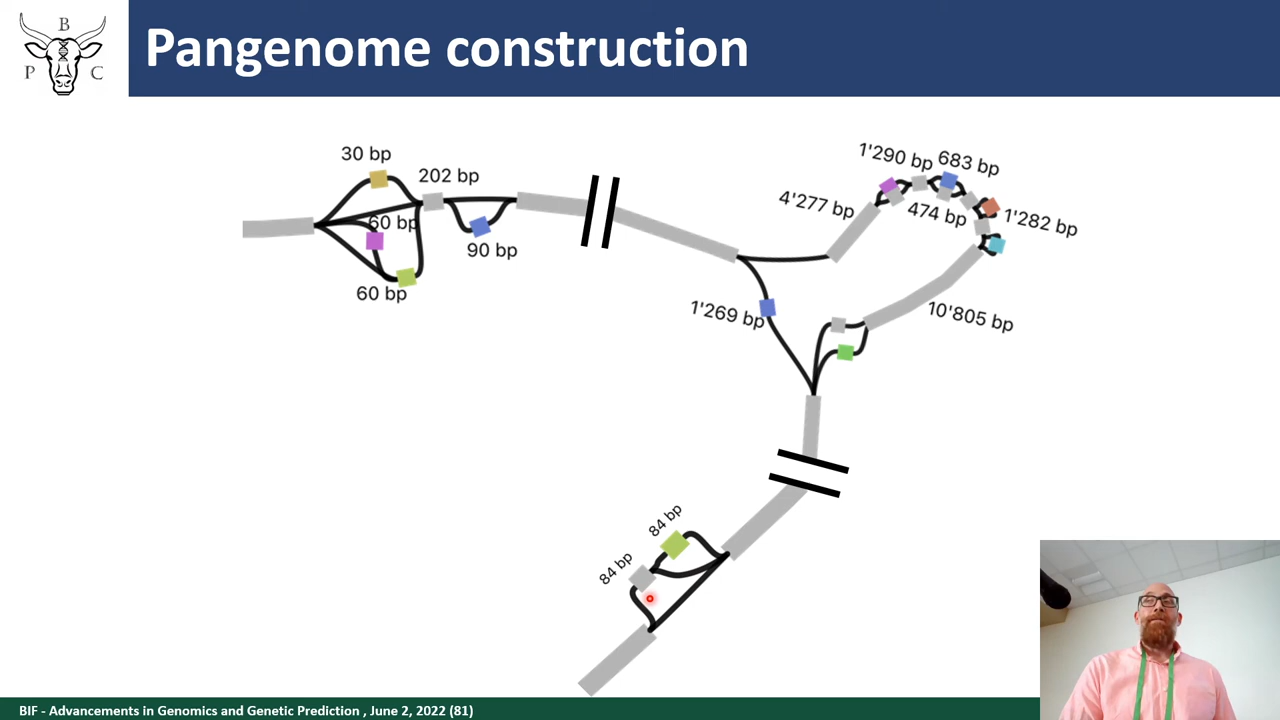 B
P C
Pangenome construction
30 bp
202 bp
60 bp
90 bp
60 bp
1'290 bp
683 bp
4'277 bp
474 bp
1'282 bp
1'269 bp
10'805 bp
84 bp
84 bp
BIF - Advancements in Genomics and Genetic Prediction , June 2, 2022 (81)